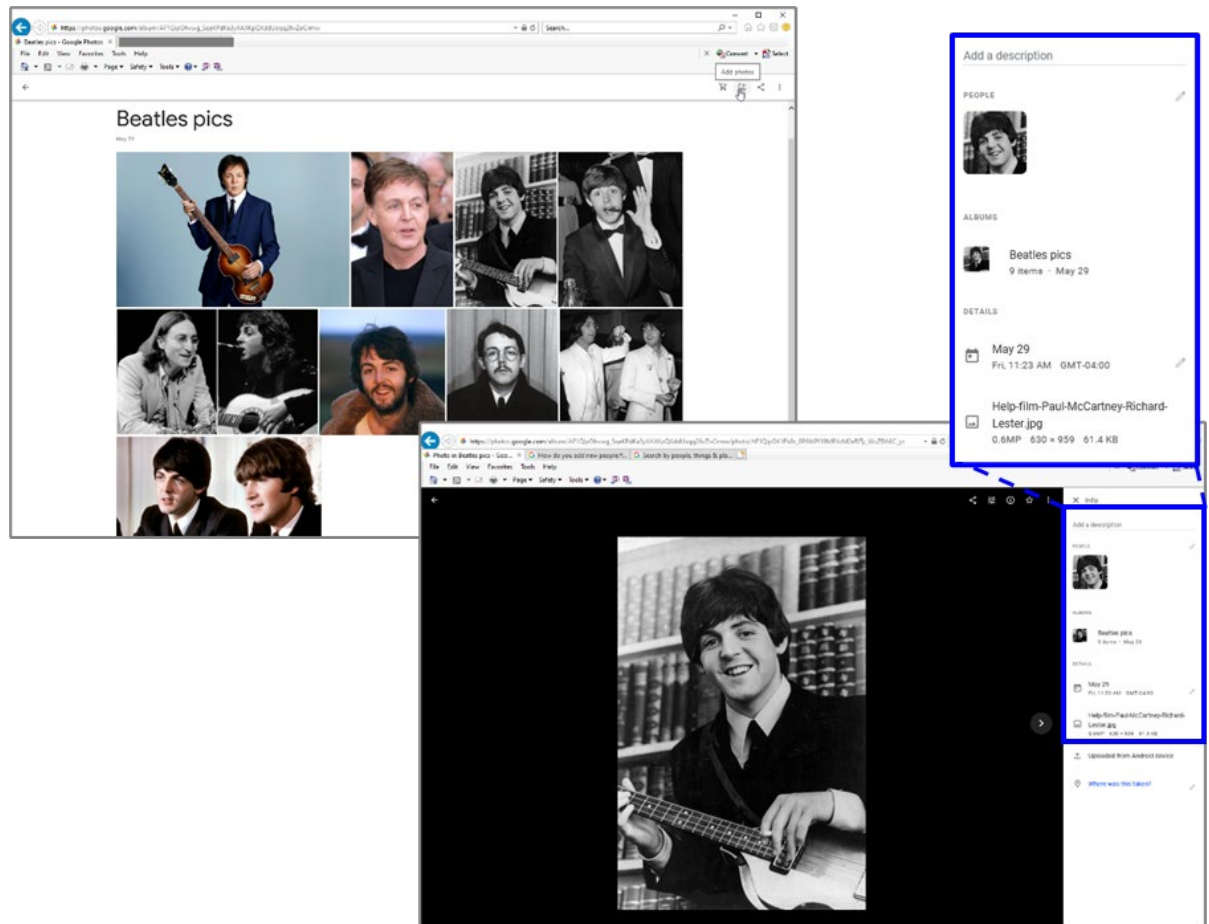 Search...
Beatles pics - Google Photos
File Edit View Favorites Tools Help
Convert Select
Page Safety Tools
Add photos
Beatles pics
May 29
Add a description
PEOPLE
ALBUMS
Beatles pics
9 items · May 29
DETAILS
May 29
Fri, 11:23 AM GMT-04:00
Help-film-Paul-McCartney-Richard-
Lester.jpg
0.6MP 630 × 959 61.4 KB
Photo in Beatles pics - Goo...
How do you add new people/f...
Search by people, things & pla...
File Edit View Favorites Tools Help
Page Safety Tools
Info
Add a description
PEOPLE
ALBUMS
Beatles pics
9 items · May 29
DETAILS
May 29
Fri, 11:23 AM GMT-04:00
Help-film-Paul-McCartney-Richard-
Lester.jpg
0.6MP 630 × 959 61.4 KB
Uploaded from Android device
Where was this taken?